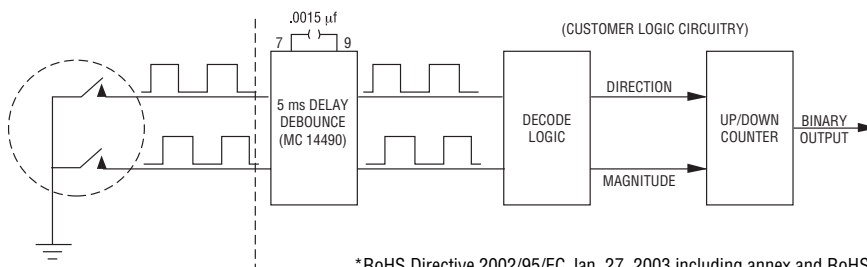 .0015 µf
7 9
(CUSTOMER LOGIC CIRCUITRY)
5 ms DELAY
DEBOUNCE
(MC 14490)
DECODE
LOGIC
DIRECTION
MAGNITUDE
UP/DOWN
COUNTER
BINARY
OUTPUT
*RoHS Directive 2002/95/EC Jan. 27, 2003 including annex and RoHS